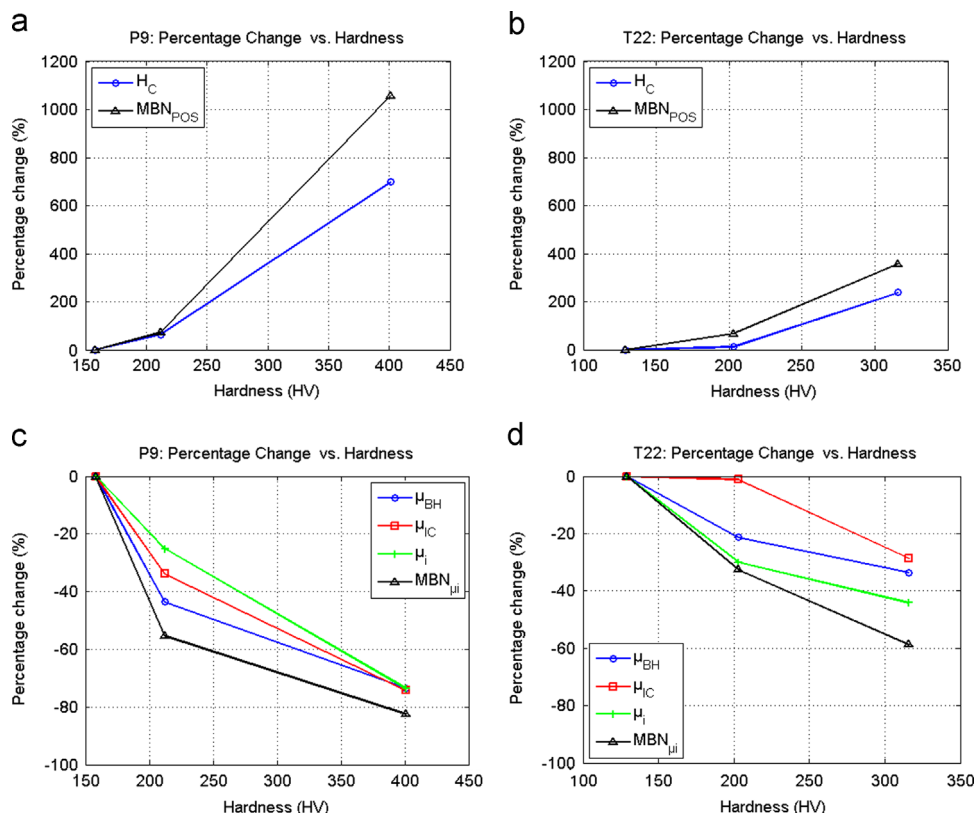 a
P9: Percentage Change vs. Hardness
1200
1000
800
600
400
200
0
Percentage change (%)
H_C
MBN_POS
150 200 250 300 350 400 450
Hardness (HV)
b
T22: Percentage Change vs. Hardness
1200
1000
800
600
400
200
0
Percentage change (%)
H_C
MBN_POS
100 150 200 250 300 350
Hardness (HV)
c
P9: Percentage Change vs. Hardness
0
-20
-40
-60
-80
-100
Percentage change (%)
μ_BH
μ_IC
μ_i
MBN_μi
150 200 250 300 350 400 450
Hardness (HV)
d
T22: Percentage Change vs. Hardness
0
-20
-40
-60
-80
-100
Percentage change (%)
μ_BH
μ_IC
μ_i
MBN_μi
100 150 200 250 300 350
Hardness (HV)